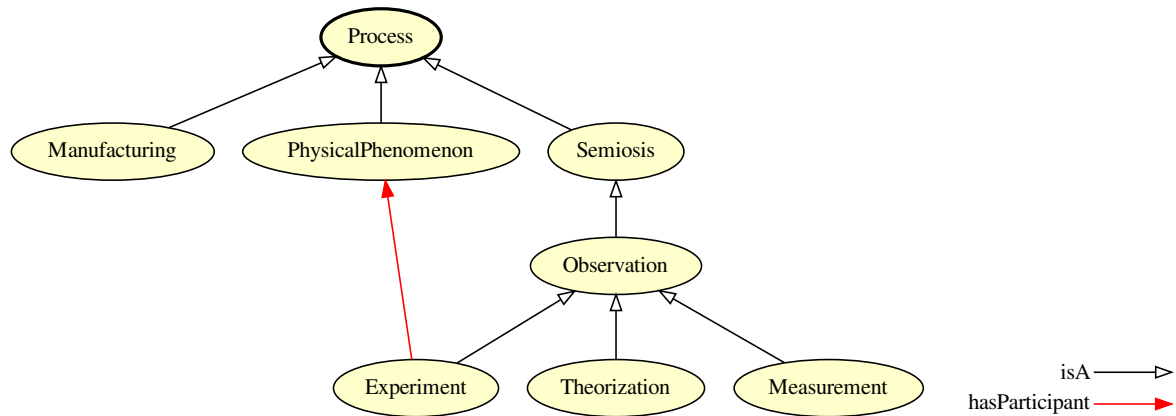 Process
Manufacturing
PhysicalPhenomenon
Semiosis
Observation
Experiment
Theorization
Measurement
isA
hasParticipant